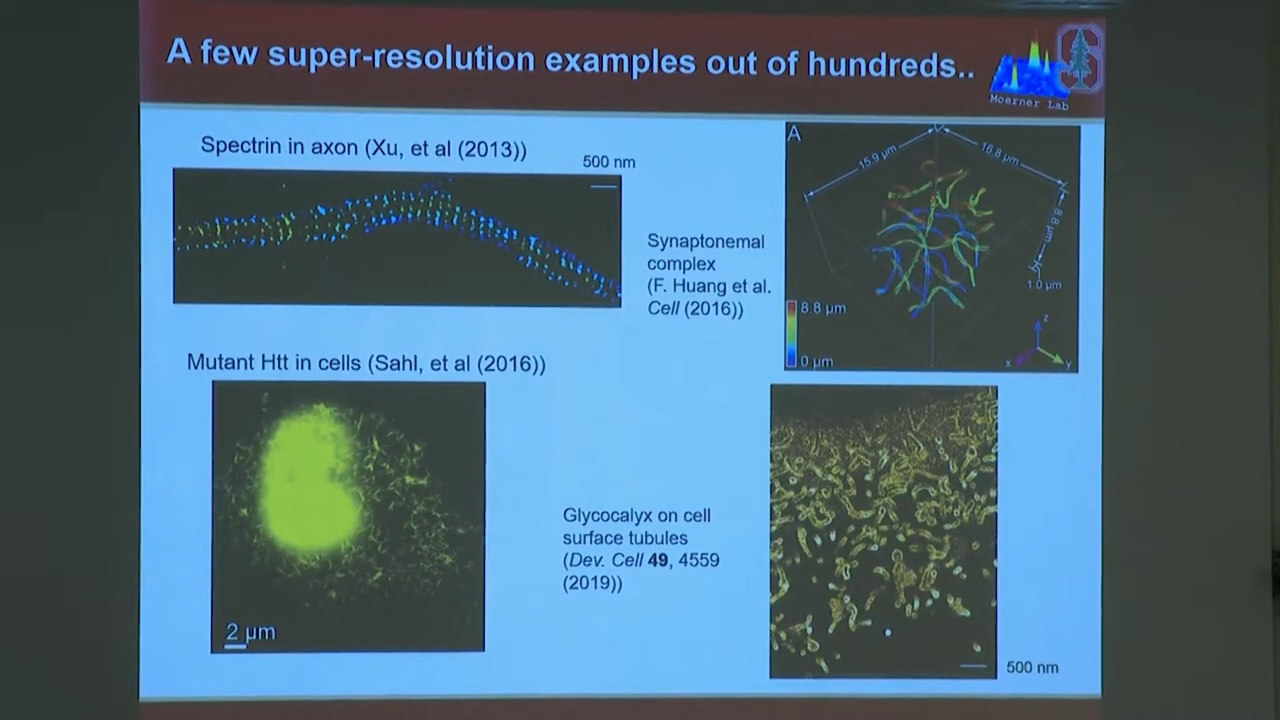 A few super-resolution examples out of hundreds..
Moerner Lab
Spectrin in axon (Xu, et al (2013))
500 nm
Synaptonemal
complex
(F. Huang et al.
Cell (2016))
A
15.9 µm
16.8 µm
8.8 µm
1.0 µm
8.8 µm
0 µm
z
x
y
Mutant Htt in cells (Sahl, et al (2016))
2 µm
Glycocalyx on cell
surface tubules
(Dev. Cell 49, 4559
(2019))
500 nm